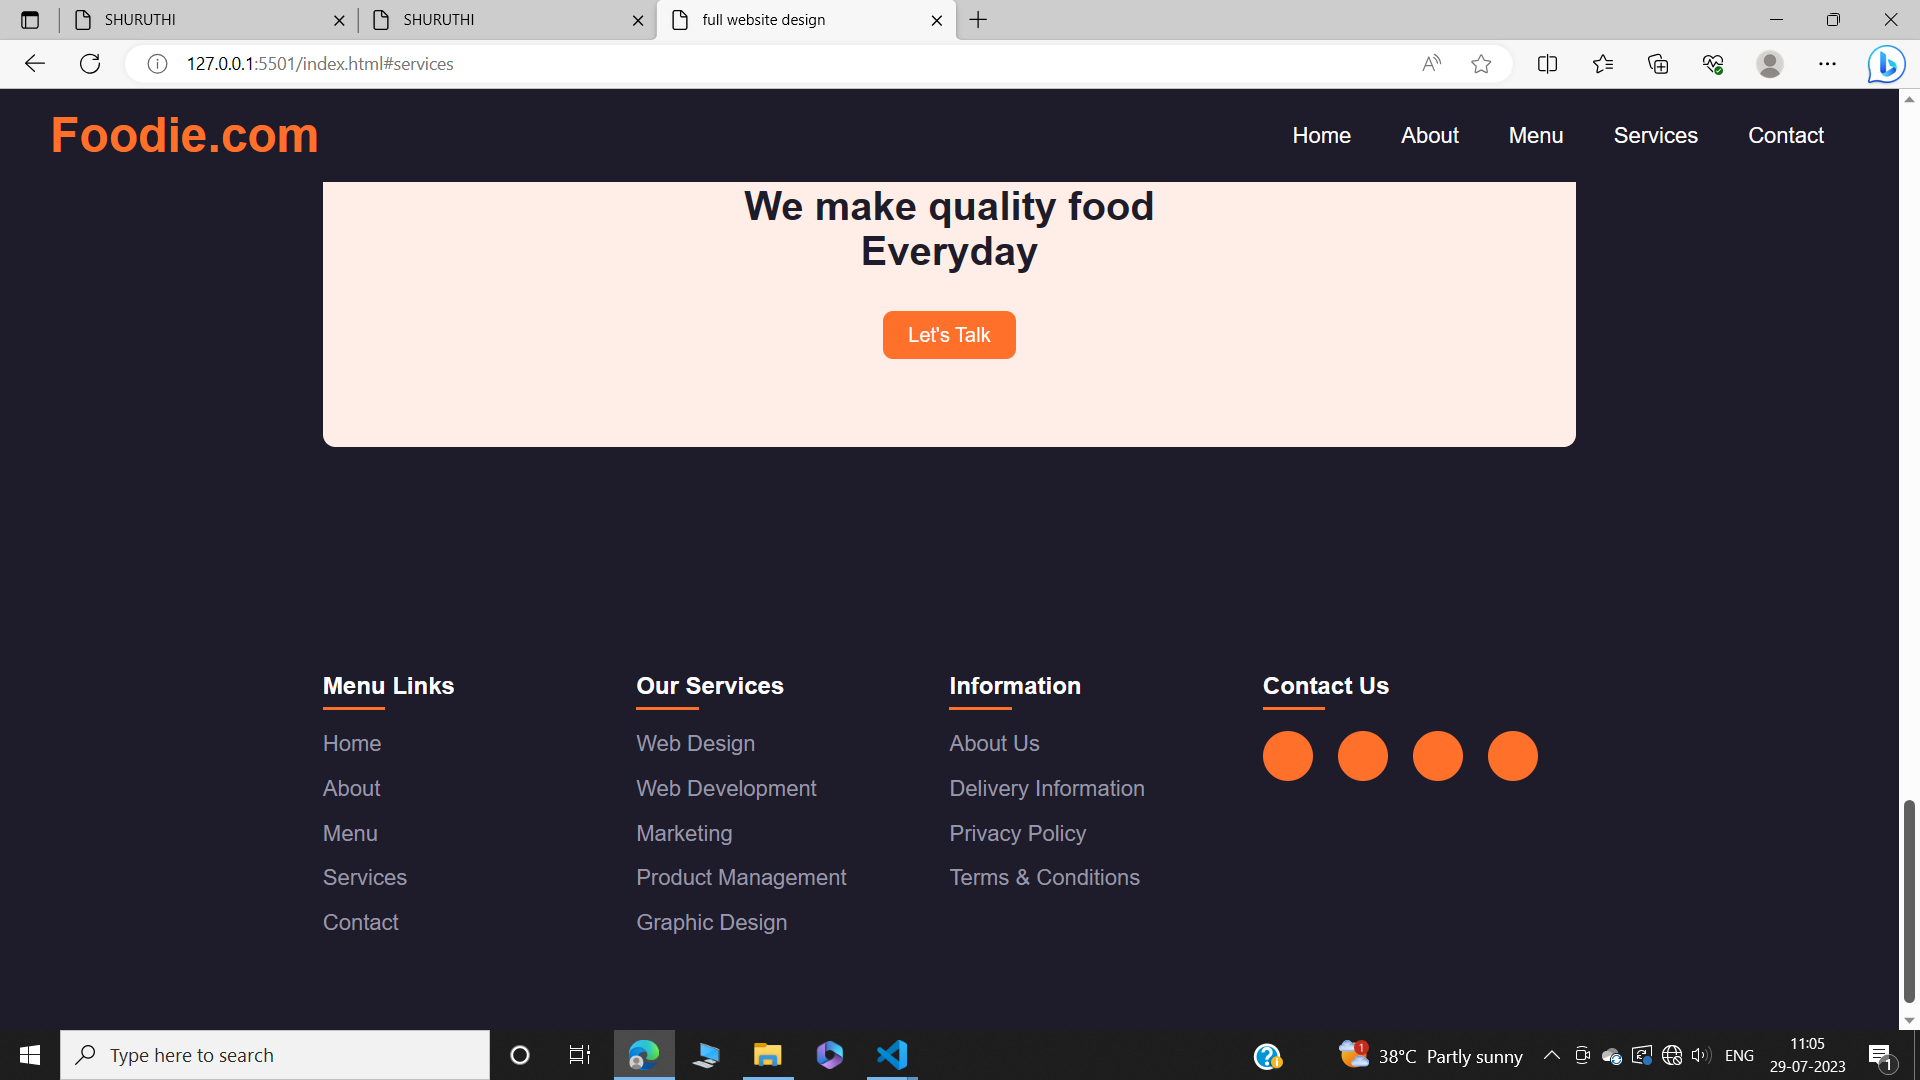 SHURUTHI
SHURUTHI
full website design
127.0.0.1:5501/index.html#services
Foodie.com
Home
About
Menu
Services
Contact
We make quality food
Everyday
Let's Talk
Menu Links
Home
About
Menu
Services
Contact
Our Services
Web Design
Web Development
Marketing
Product Management
Graphic Design
Information
About Us
Delivery Information
Privacy Policy
Terms & Conditions
Contact Us
Type here to search
1
38°C Partly sunny
ENG
11:05
29-07-2023
1